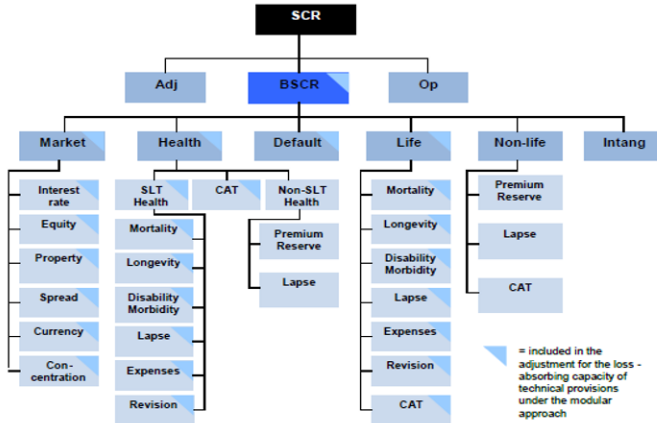 SCR
Adj
BSCR
Op
Market
Health
Default
Life
Non-life
Intang
Interest
rate
Equity
Property
Spread
Currency
Con-
centration
SLT
Health
CAT
Non-SLT
Health
Mortality
Longevity
Disability
Morbidity
Lapse
Expenses
Revision
Premium
Reserve
Lapse
Mortality
Longevity
Disability
Morbidity
Lapse
Expenses
Revision
CAT
Premium
Reserve
Lapse
CAT
= included in the
adjustment for the loss -
absorbing capacity of
technical provisions
under the modular
approach